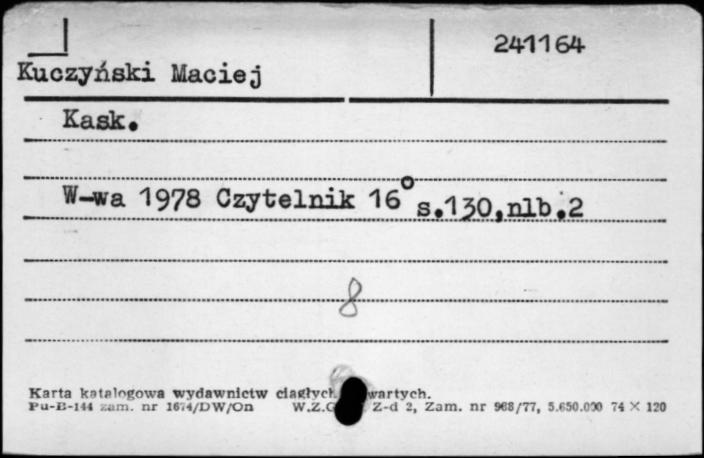 241164
Kuczyński Maciej
Kask.
W-wa 1978 Czytelnik 16° s.130,nlb.2
8
Karta katalogowa wydawnictw ciągłych wartych.
Pu-B-144 zam. nr 1674/DW/On W.Z.G Z-d 2, Zam. nr 968/77, 5.650.000 74 × 120